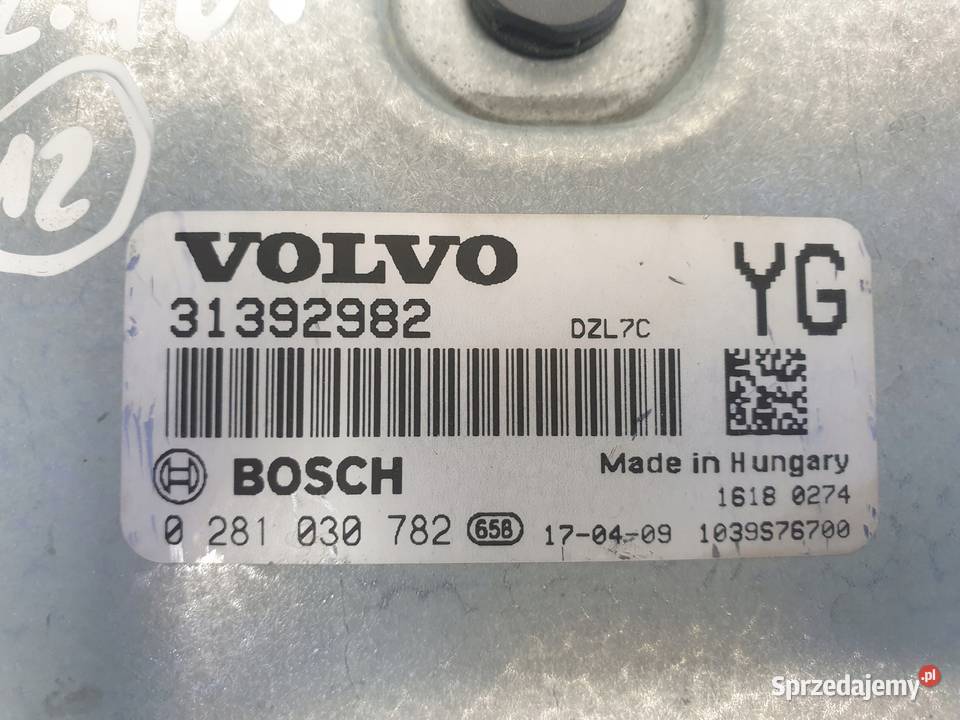 12
VOLVO
YG
31392982
DZL7C
BOSCH
Made in Hungary
1618 0274
0 281 030 782 658 17-04-09 1039S76700
Sprzedajemy.pl